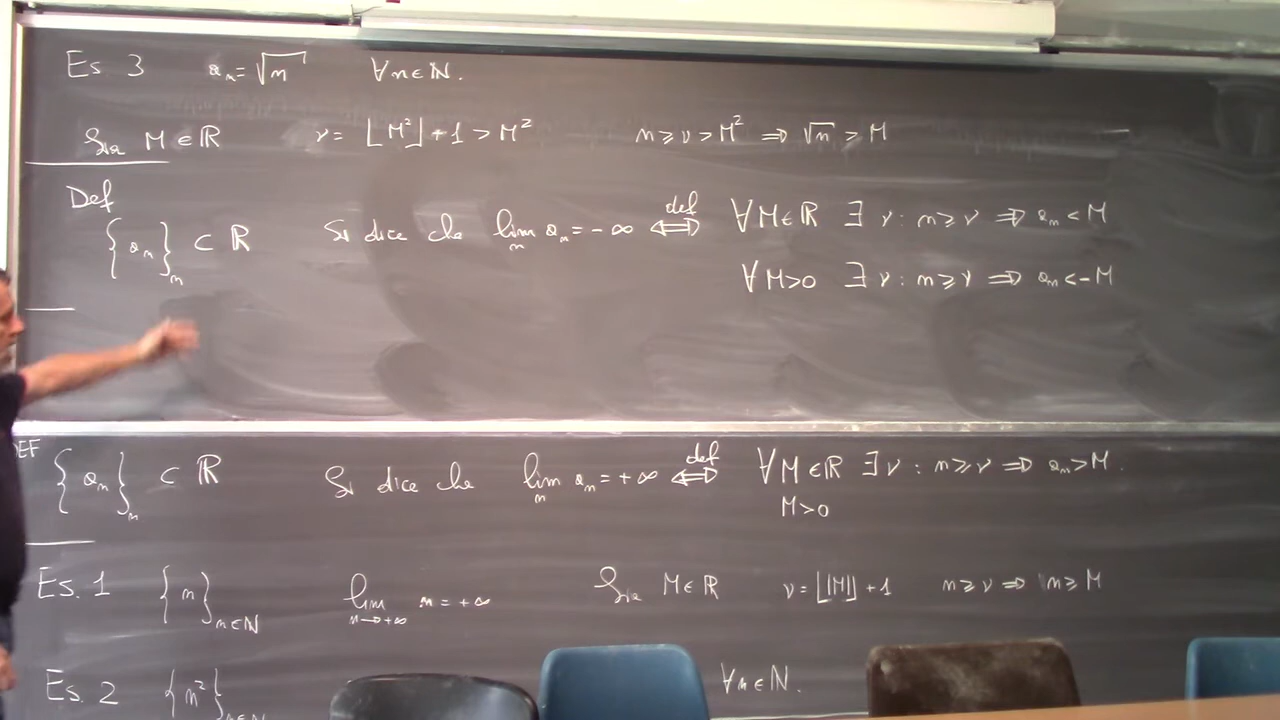 Es 3 aₙ = √n ∀n∈ℕ.
Sia M∈ℝ ν = ⌊M²⌋+1 > M² n ⩾ ν > M² ⇒ √n > M
Def
{aₙ}ₙ ⊂ ℝ Si dice che limₙ aₙ = -∞ ⇔ def ∀M∈ℝ ∃ ν : n ⩾ ν ⇒ aₙ < M
∀M>0 ∃ ν : n ⩾ ν ⇒ aₙ < -M
DEF
{aₙ}ₙ ⊂ ℝ Si dice che limₙ aₙ = +∞ ⇔ def ∀M∈ℝ ∃ν : n ⩾ ν ⇒ aₙ > M.
M>0
Es. 1 {n}n∈ℕ lim n→+∞ n = +∞ Sia M∈ℝ ν = ⌊|M|⌋+1 n ⩾ ν ⇒ n ⩾ M
Es. 2 {n²}n∈ℕ ∀n∈ℕ.